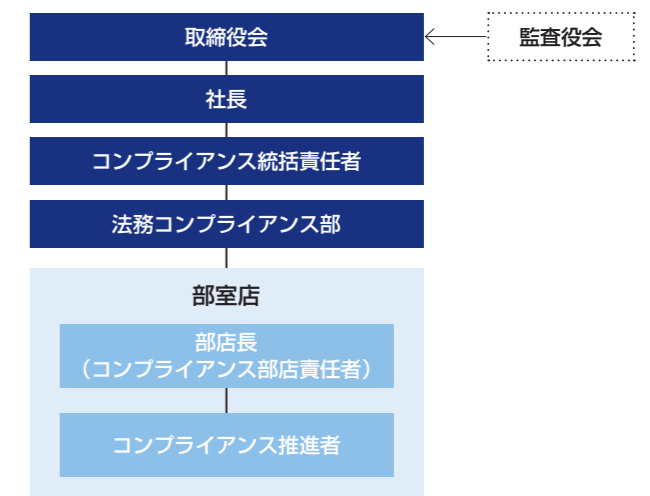 取締役会
監査役会
社長
コンプライアンス統括責任者
法務コンプライアンス部
部室店
部店長
（コンプライアンス部店責任者）
コンプライアンス推進者